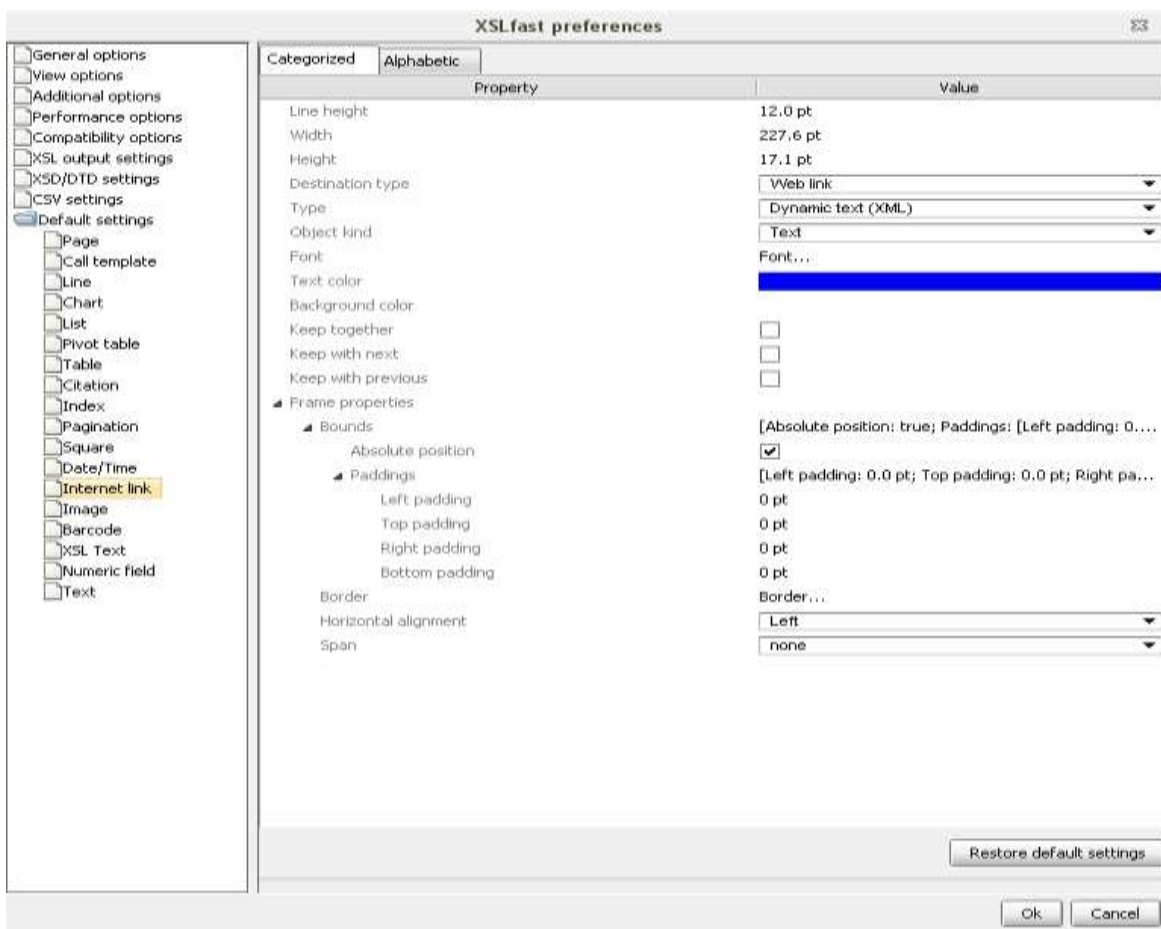 XSLfast preferences
General options
View options
Additional options
Performance options
Compatibility options
XSL output settings
XSD/DTD settings
CSV settings
Default settings
Page
Call template
Line
Chart
List
Pivot table
Table
Citation
Index
Pagination
Square
Date/Time
Internet link
Image
Barcode
XSL Text
Numeric field
Text
Categorized Alphabetic
Property Value
Line height 12.0 pt
Width 227.6 pt
Height 17.1 pt
Destination type Web link
Type Dynamic text (XML)
Object kind Text
Font Font...
Text color
Background color
Keep together
Keep with next
Keep with previous
Frame properties
Bounds [Absolute position: true; Paddings: [Left padding: 0....
Absolute position
Paddings [Left padding: 0.0 pt; Top padding: 0.0 pt; Right pa...
Left padding 0 pt
Top padding 0 pt
Right padding 0 pt
Bottom padding 0 pt
Border Border...
Horizontal alignment Left
Span none
Restore default settings
Ok Cancel